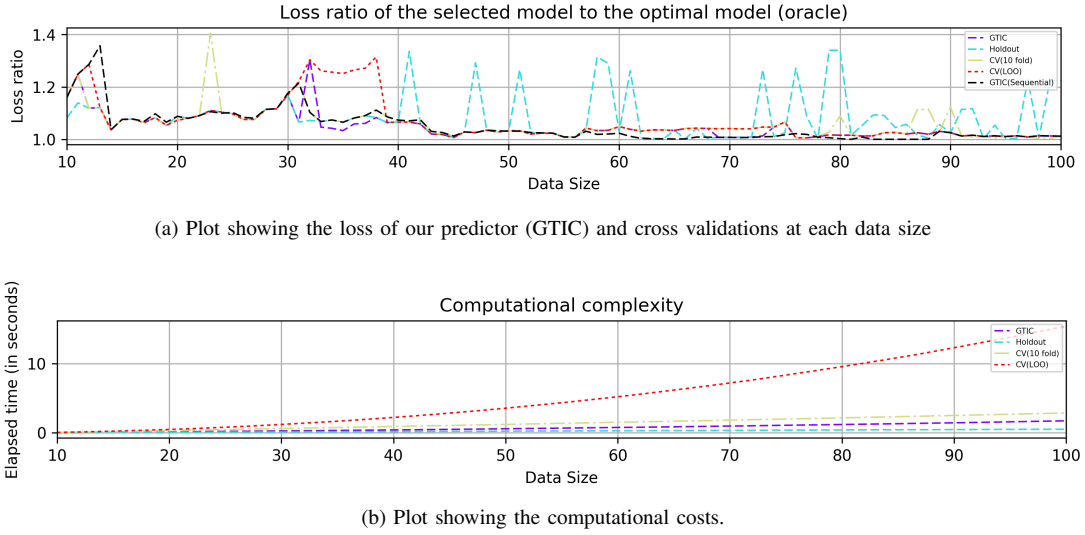 Loss ratio of the selected model to the optimal model (oracle)
Loss ratio
1.4
1.2
1.0
GTIC
Holdout
CV(10 fold)
CV(LOO)
GTIC(Sequential)
10 20 30 40 50 60 70 80 90 100
Data Size
(a) Plot showing the loss of our predictor (GTIC) and cross validations at each data size
Computational complexity
Elapsed time (in seconds)
10
0
GTIC
Holdout
CV(10 fold)
CV(LOO)
10 20 30 40 50 60 70 80 90 100
Data Size
(b) Plot showing the computational costs.